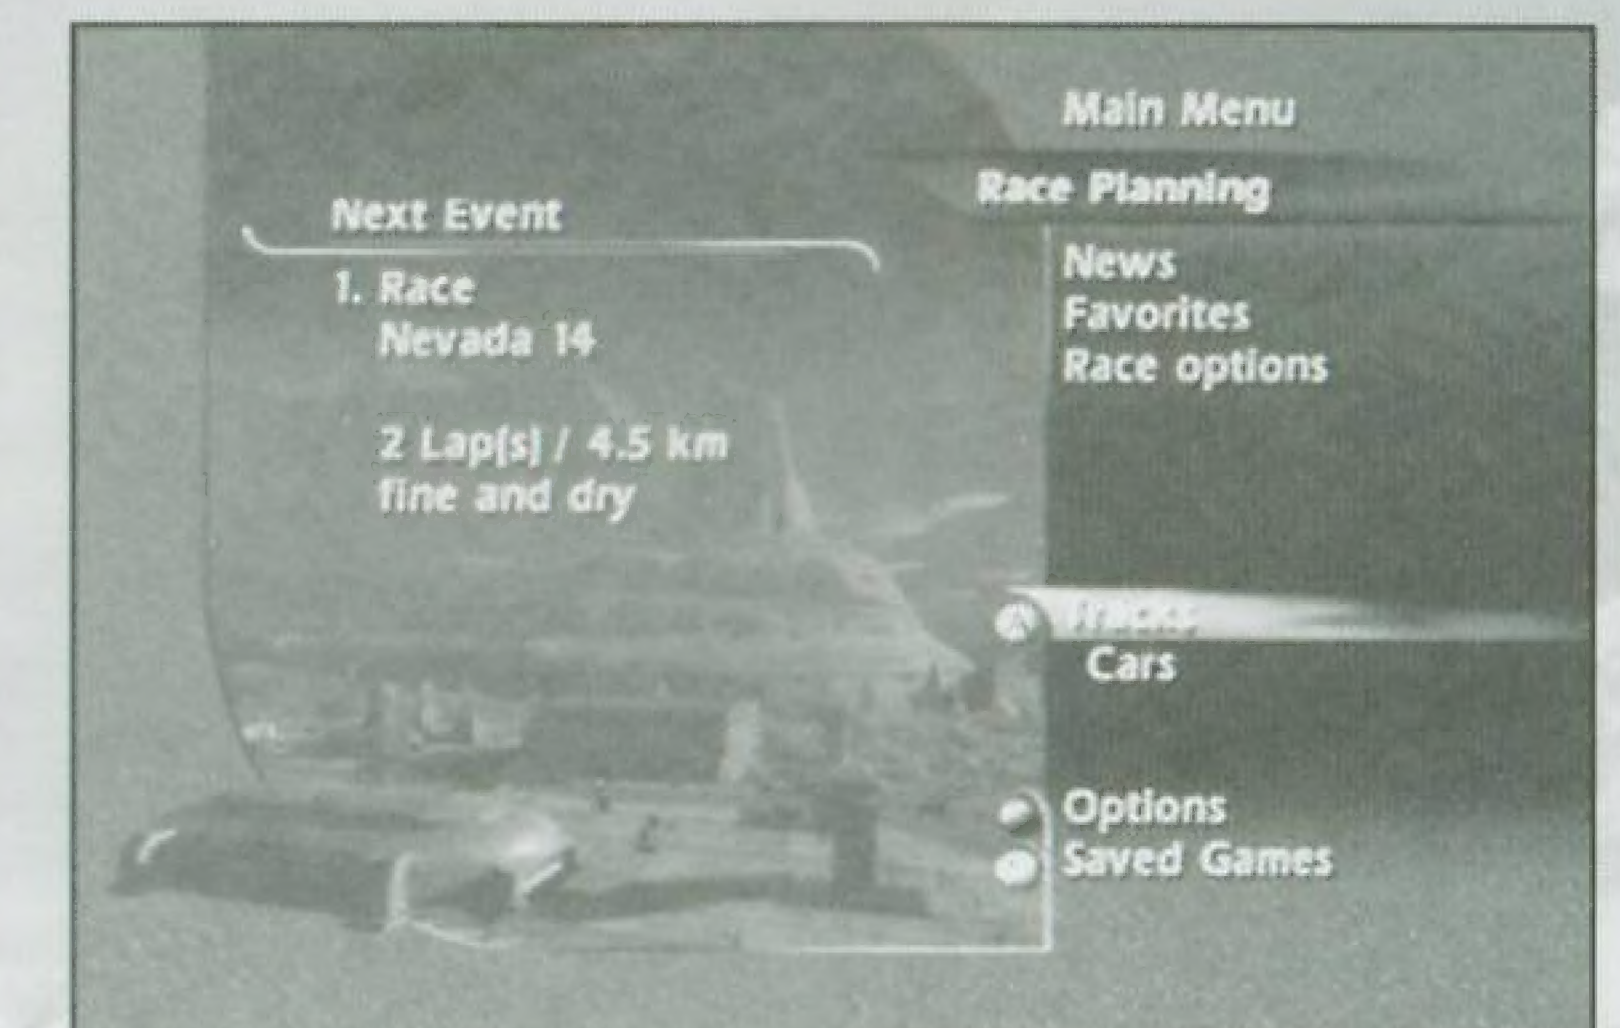 Main Menu
Race Planning
Next Event
1. Race
Nevada 14
2 Lap(s) / 4.5 km
fine and dry
News
Favorites
Race options
Tracks
Cars
Options
Saved Games